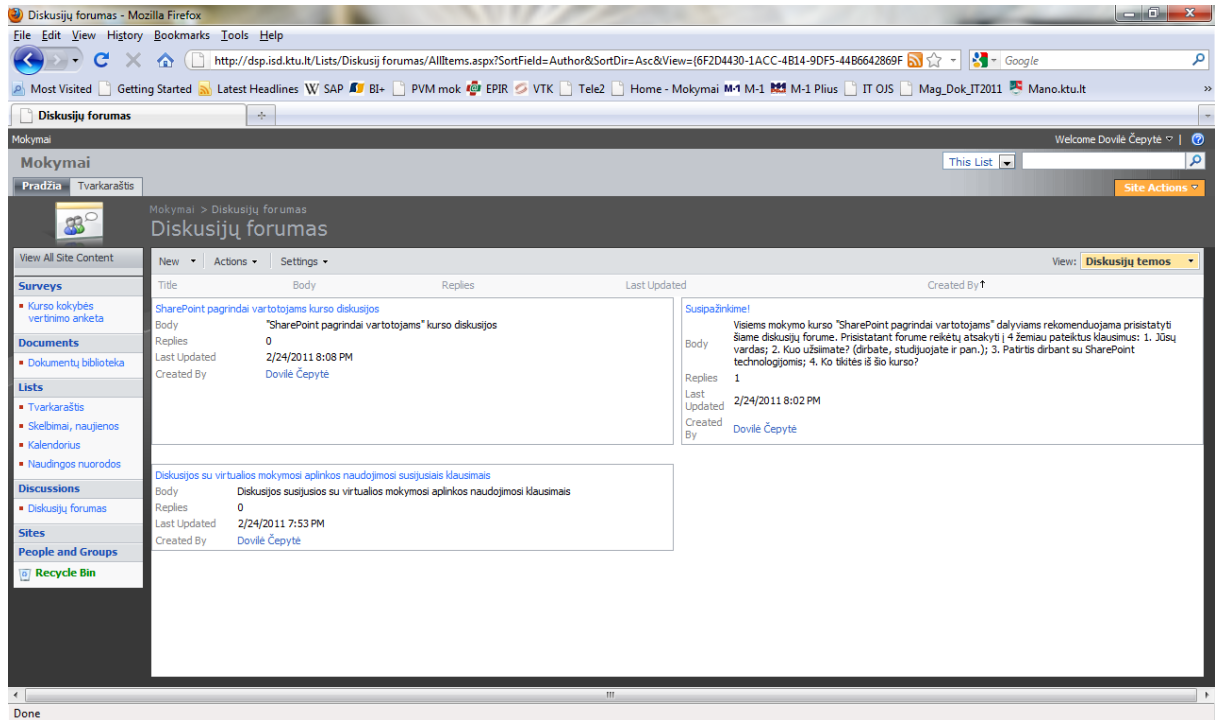 Diskusijų forumas - Mozilla Firefox
File Edit View History Bookmarks Tools Help
http://dsp.isd.ktu.lt/Lists/Diskusij forumas/AllItems.aspx?SortField=Author&SortDir=Asc&View={6F2D4430-1ACC-4B14-9DF5-44B6642869F
Google
Most Visited Getting Started Latest Headlines W SAP BI+ PVM mok EPIR VTK Tele2 Home - Mokymai M-1 M-1 M-1 Plius IT OJS Mag_Dok_IT2011 Mano.ktu.lt »
Diskusijų forumas
Mokymai
Welcome Dovilė Čepytė |
Mokymai
This List
Pradžia Tvarkaraštis
Site Actions
Mokymai > Diskusijų forumas
Diskusijų forumas
View All Site Content
Surveys
Kurso kokybės
vertinimo anketa
Documents
Dokumentų biblioteka
Lists
Tvarkaraštis
Skelbimai, naujienos
Kalendorius
Naudingos nuorodos
Discussions
Diskusijų forumas
Sites
People and Groups
Recycle Bin
New Actions Settings
View: Diskusijų temos
Title Body Replies Last Updated Created By
SharePoint pagrindai vartotojams kurso diskusijos
Body "SharePoint pagrindai vartotojams" kurso diskusijos
Replies 0
Last Updated 2/24/2011 8:08 PM
Created By Dovilė Čepytė
Susipažinkime!
Visiems mokymo kurso "SharePoint pagrindai vartotojams" dalyviams rekomenduojama prisistatyti
Body šiame diskusijų forume. Prisistatant forume reikėtų atsakyti į 4 žemiau pateiktus klausimus: 1. Jūsų
vardas; 2. Kuo užsiimate? (dirbate, studijuojate ir pan.); 3. Patirtis dirbant su SharePoint
technologijomis; 4. Ko tikitės iš šio kurso?
Replies 1
Last
Updated 2/24/2011 8:02 PM
Created
By Dovilė Čepytė
Diskusijos su virtualios mokymosi aplinkos naudojimosi susijusiais klausimais
Body Diskusijos susijusios su virtualios mokymosi aplinkos naudojimosi klausimais
Replies 0
Last Updated 2/24/2011 7:53 PM
Created By Dovilė Čepytė
Done